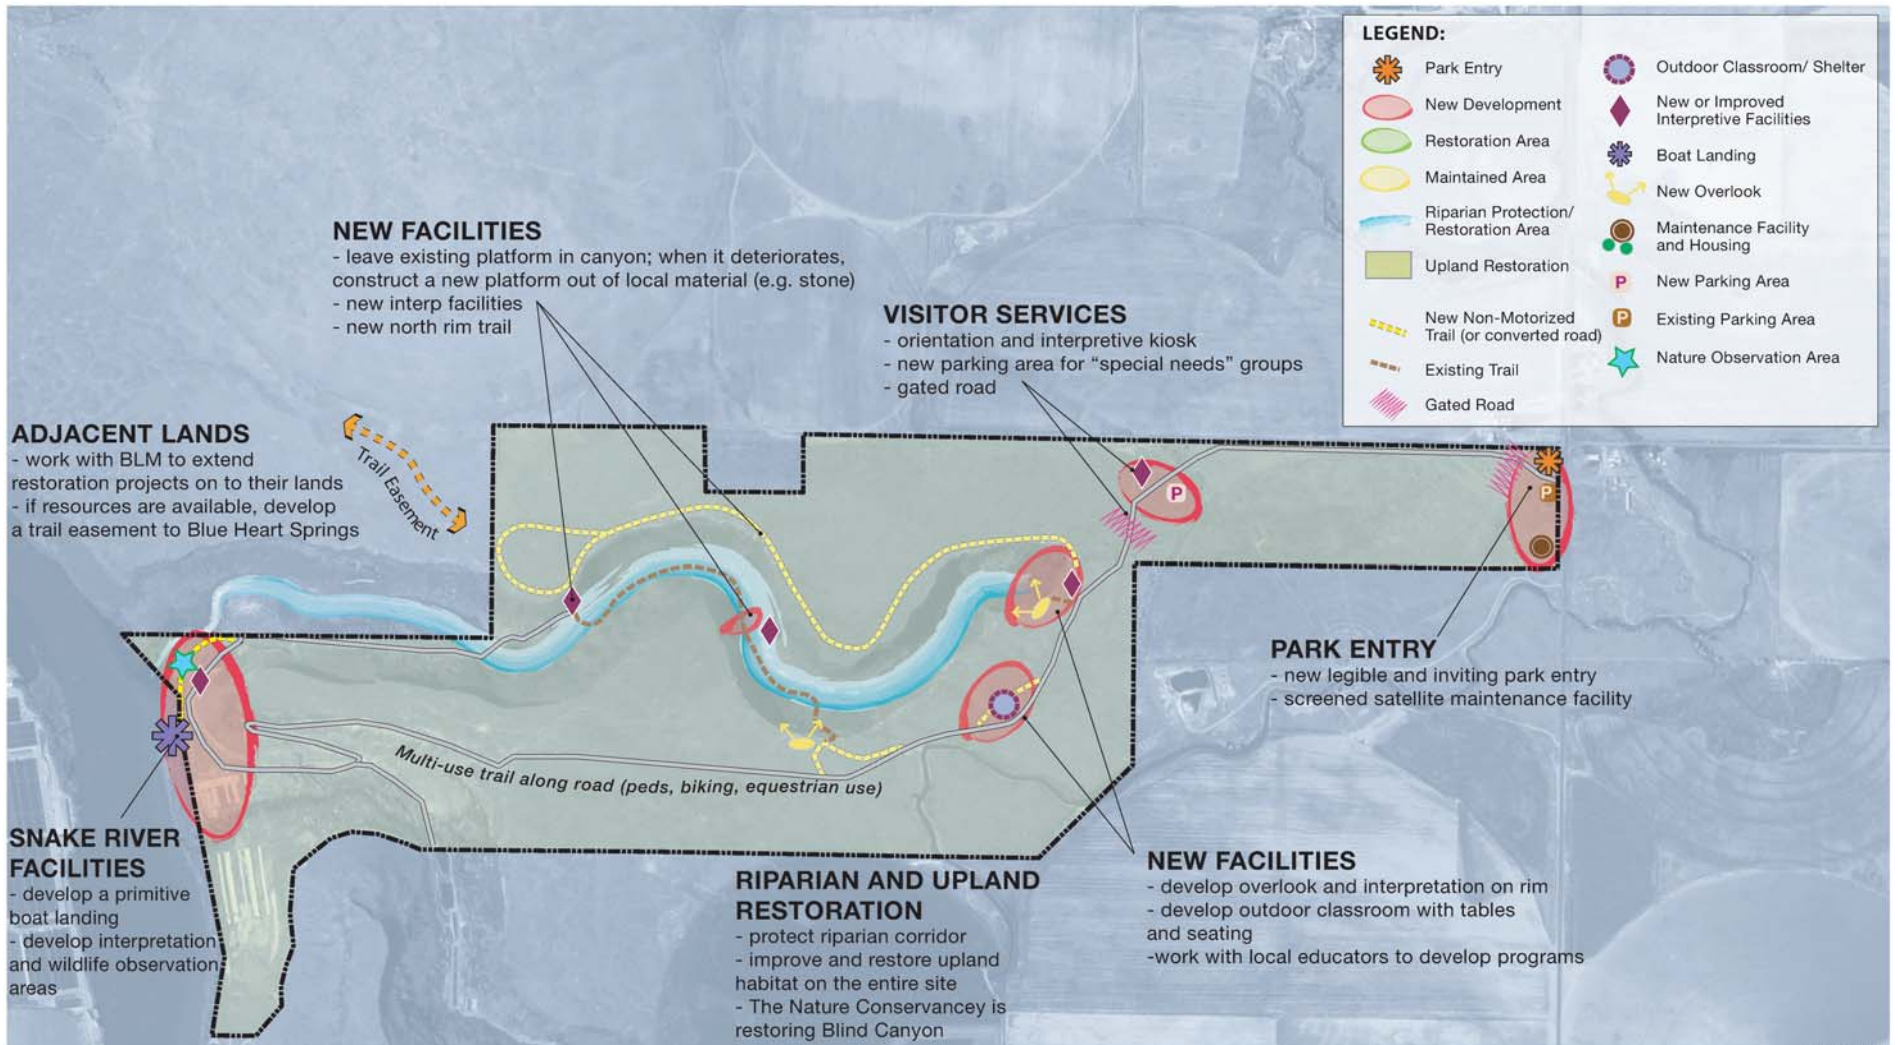 LEGEND:
Park Entry
New Development
Restoration Area
Maintained Area
Riparian Protection/
Restoration Area
Upland Restoration
New Non-Motorized
Trail (or converted road)
Existing Trail
Gated Road
Outdoor Classroom/ Shelter
New or Improved
Interpretive Facilities
Boat Landing
New Overlook
Maintenance Facility
and Housing
P
New Parking Area
P
Existing Parking Area
Nature Observation Area
NEW FACILITIES
- leave existing platform in canyon; when it deteriorates,
construct a new platform out of local material (e.g. stone)
- new interp facilities
- new north rim trail
VISITOR SERVICES
- orientation and interpretive kiosk
- new parking area for “special needs” groups
- gated road
ADJACENT LANDS
- work with BLM to extend
restoration projects on to their lands
- if resources are available, develop
a trail easement to Blue Heart Springs
Trail Easement
P
P
PARK ENTRY
- new legible and inviting park entry
- screened satellite maintenance facility
Multi-use trail along road (peds, biking, equestrian use)
SNAKE RIVER
FACILITIES
- develop a primitive
boat landing
- develop interpretation
and wildlife observation
areas
RIPARIAN AND UPLAND
RESTORATION
- protect riparian corridor
- improve and restore upland
habitat on the entire site
- The Nature Conservancey is
restoring Blind Canyon
NEW FACILITIES
- develop overlook and interpretation on rim
- develop outdoor classroom with tables
and seating
-work with local educators to develop programs